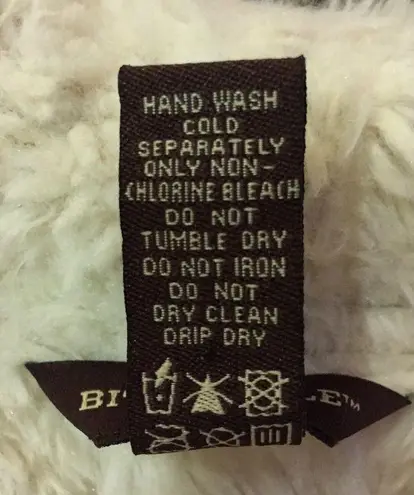 HAND WASH
COLD
SEPARATELY
ONLY NON-
CHLORINE BLEACH
DO NOT
TUMBLE DRY
DO NOT IRON
DO NOT
DRY CLEAN
DRIP DRY